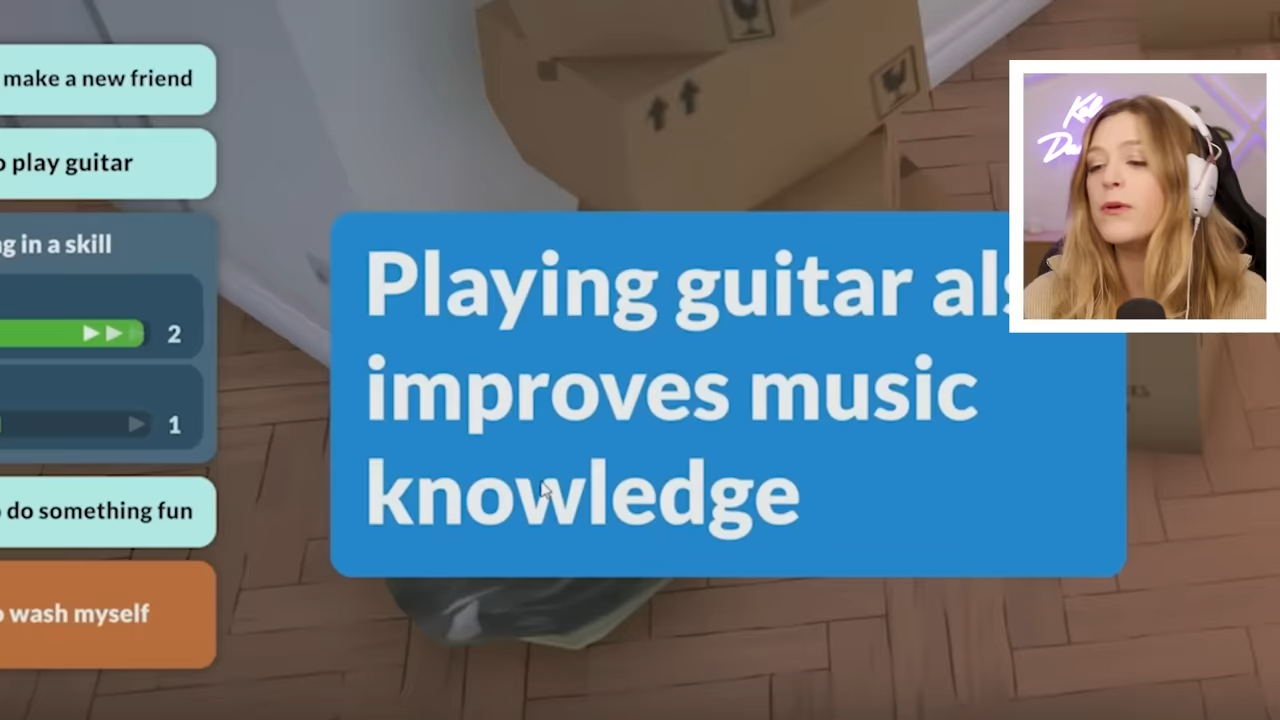 make a new friend
play guitar
in a skill
2
1
do something fun
wash myself
Playing guitar
improves music
knowledge